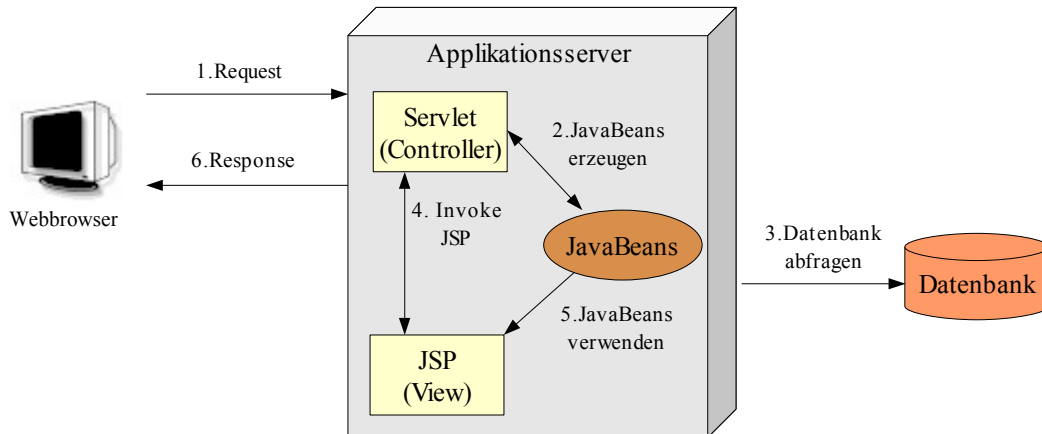 Applikationsserver
1.Request
Servlet
(Controller)
2.JavaBeans
erzeugen
6.Response
Webbrowser
4. Invoke
JSP
JavaBeans
3.Datenbank
abfragen
Datenbank
5.JavaBeans
verwenden
JSP
(View)